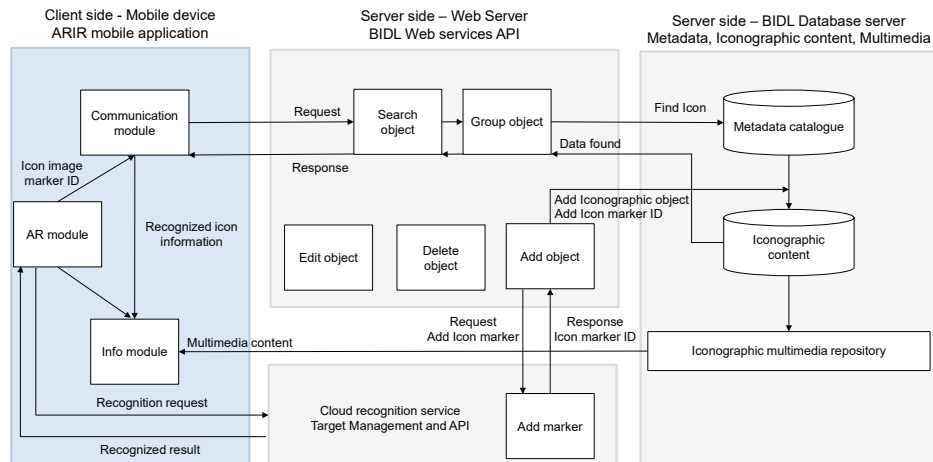 Client side - Mobile device
ARIR mobile application
Server side – Web Server
BIDL Web services API
Server side – BIDL Database server
Metadata, Iconographic content, Multimedia
Communication
module
Request
Search
object
Group object
Find Icon
Metadata catalogue
Response
Data found
Icon image
marker ID
AR module
Recognized icon
information
Edit object
Delete
object
Add object
Add Iconographic object
Add Icon marker ID
Iconographic
content
Request
Add Icon marker
Response
Icon marker ID
Info module
Multimedia content
Iconographic multimedia repository
Recognition request
Recognized result
Cloud recognition service
Target Management and API
Add marker